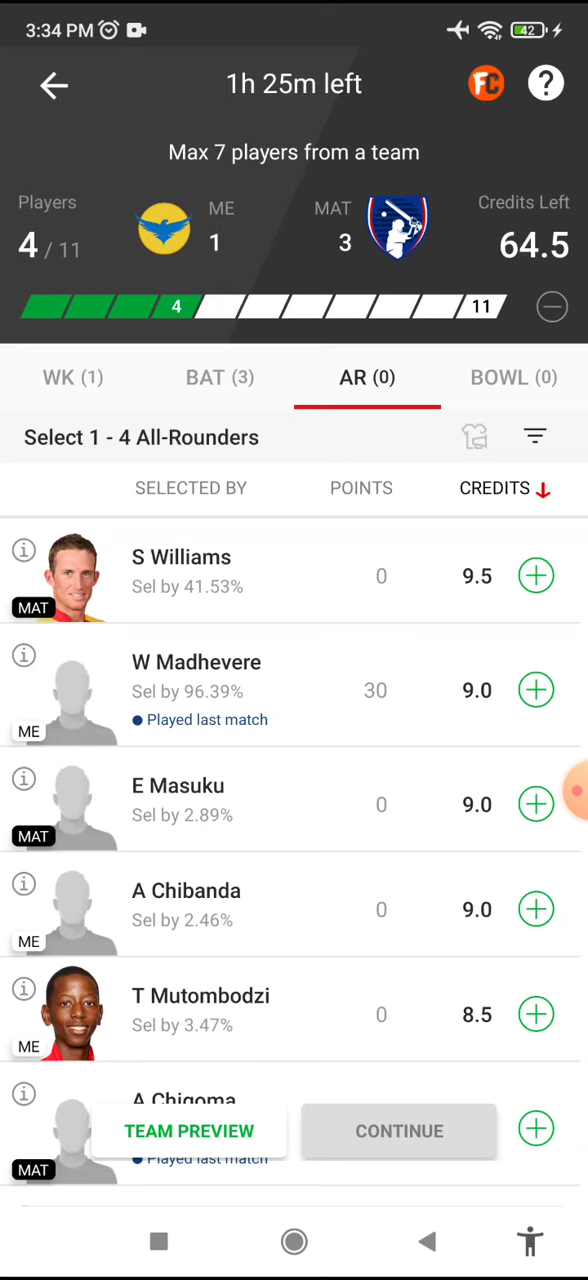 3:34 PM
42
1h 25m left
FC
?
Max 7 players from a team
Players
ME
MAT
Credits Left
4 / 11
1
3
64.5
4
11
WK (1)
BAT (3)
AR (0)
BOWL (0)
Select 1 - 4 All-Rounders
SELECTED BY
POINTS
CREDITS
S Williams
Sel by 41.53%
0
9.5
MAT
W Madhevere
Sel by 96.39%
Played last match
30
9.0
ME
E Masuku
Sel by 2.89%
0
9.0
MAT
A Chibanda
Sel by 2.46%
0
9.0
ME
T Mutombodzi
Sel by 3.47%
0
8.5
ME
A Chigoma
TEAM PREVIEW
CONTINUE
Played last match
MAT